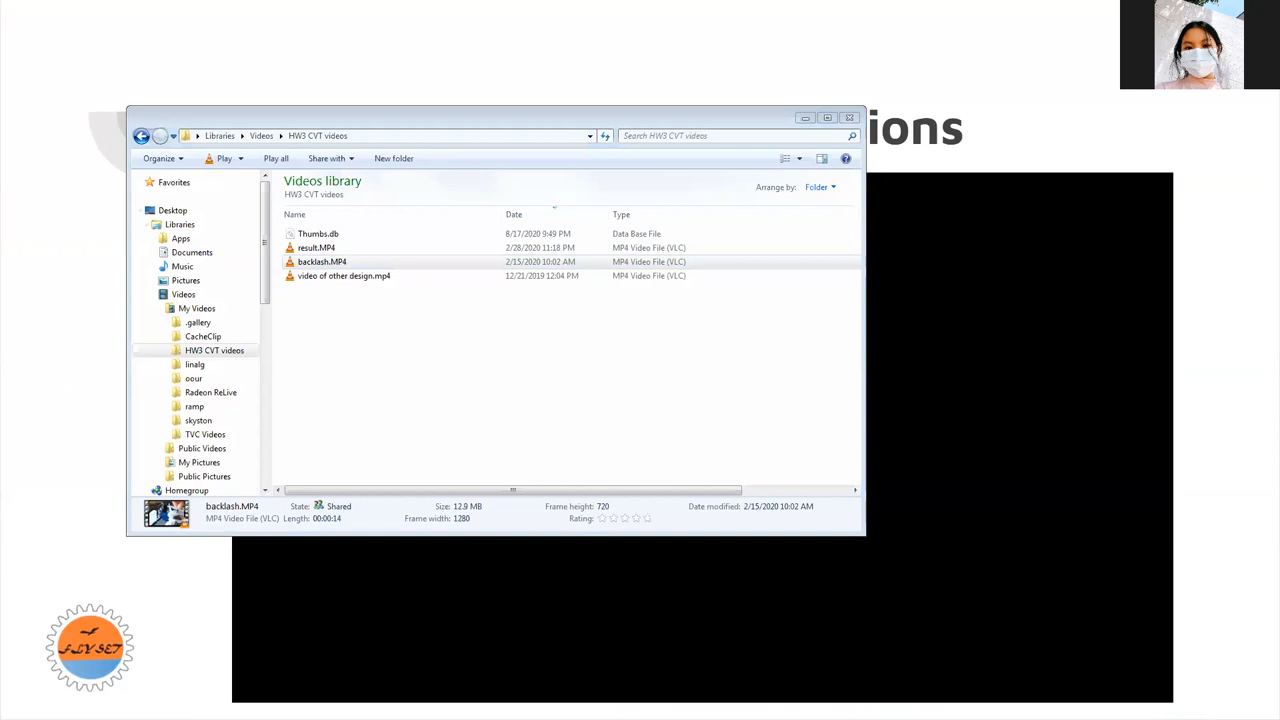 ions
Libraries Videos HW3 CVT videos
Search HW3 CVT videos
Organize Play Play all Share with New folder
Favorites
Desktop
Libraries
Apps
Documents
Music
Pictures
Videos
My Videos
.gallery
CacheClip
HW3 CVT videos
linalg
oour
Radeon ReLive
ramp
skyston
TVC Videos
Public Videos
My Pictures
Public Pictures
Homegroup
Videos library
HW3 CVT videos
Arrange by: Folder
Name Date Type
Thumbs.db 8/17/2020 9:49 PM Data Base File
result.MP4 2/28/2020 11:18 PM MP4 Video File (VLC)
backlash.MP4 2/15/2020 10:02 AM MP4 Video File (VLC)
video of other design.mp4 12/21/2019 12:04 PM MP4 Video File (VLC)
backlash.MP4 State: Shared Size: 12.9 MB Frame height: 720 Date modified: 2/15/2020 10:02 AM
MP4 Video File (VLC) Length: 00:00:14 Frame width: 1280 Rating:
FLYSET